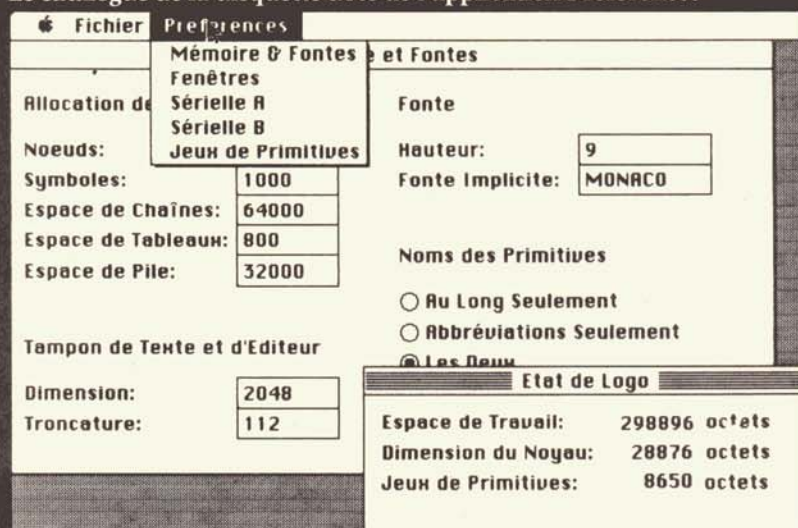 Fichier Preferences
Mémoire & Fontes
Fenêtres
Sérielle A
Sérielle B
Jeux de Primitives
et Fontes
Allocation
Noeuds:
Symboles: 1000
Espace de Chaînes: 64000
Espace de Tableaux: 800
Espace de Pile: 32000
Tampon de Texte et d'Editeur
Dimension: 2048
Troncature: 112
Fonte
Hauteur: 9
Fonte Implicite: MONACO
Noms des Primitives
Au Long Seulement
Abbréviations Seulement
Les Deux
Etat de Logo
Espace de Travail: 298896 octets
Dimension du Noyau: 28876 octets
Jeux de Primitives: 8650 octets